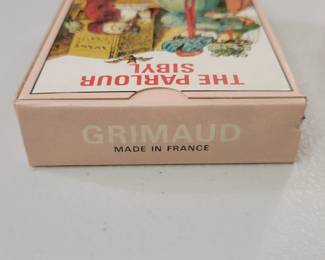 THE PARLOUR
SIBYL
GRIMAUD
MADE IN FRANCE